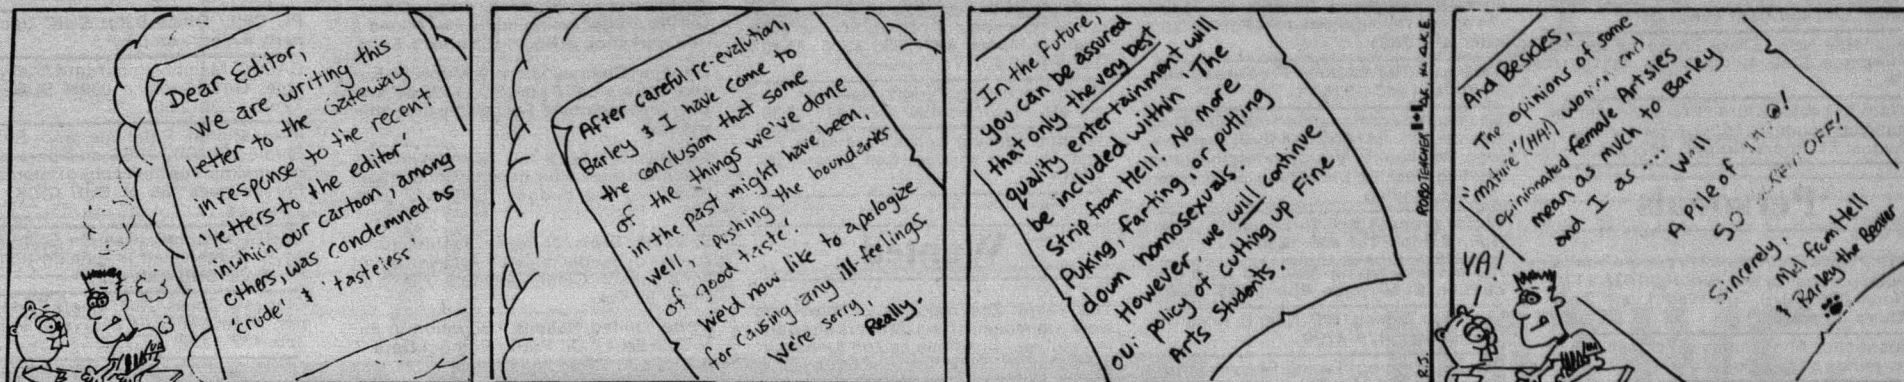 Dear Editor,
We are writing this
letter to the Gateway
in response to the recent
'letters to the editor'
in which our cartoon, among
others, was condemned as
'crude' & 'tasteless'
After careful re-evalution,
Barley & I have come to
the conclusion that some
of the things we've done
in the past might have been,
well, 'pushing the boundaries
of good taste'.
We'd now like to apologize
for causing any ill-feelings
We're sorry,
Really.
In the future,
you can be assured
that only the very best
quality entertainment will
be included within 'The
Strip from Hell! No more
Puking, farting, or putting
down homosexuals.
However, we will continue
our policy of cutting up Fine
Arts Students.
R.S.
ROBOTEACHER
And Besides,
The opinions of some
"mature" (HA!)
opinionated female Artsies
mean as much to Barley
and I as .... Well
A pile of
SO OFF!
Sincerely,
from Hell
& Barley the Beaver
YA!